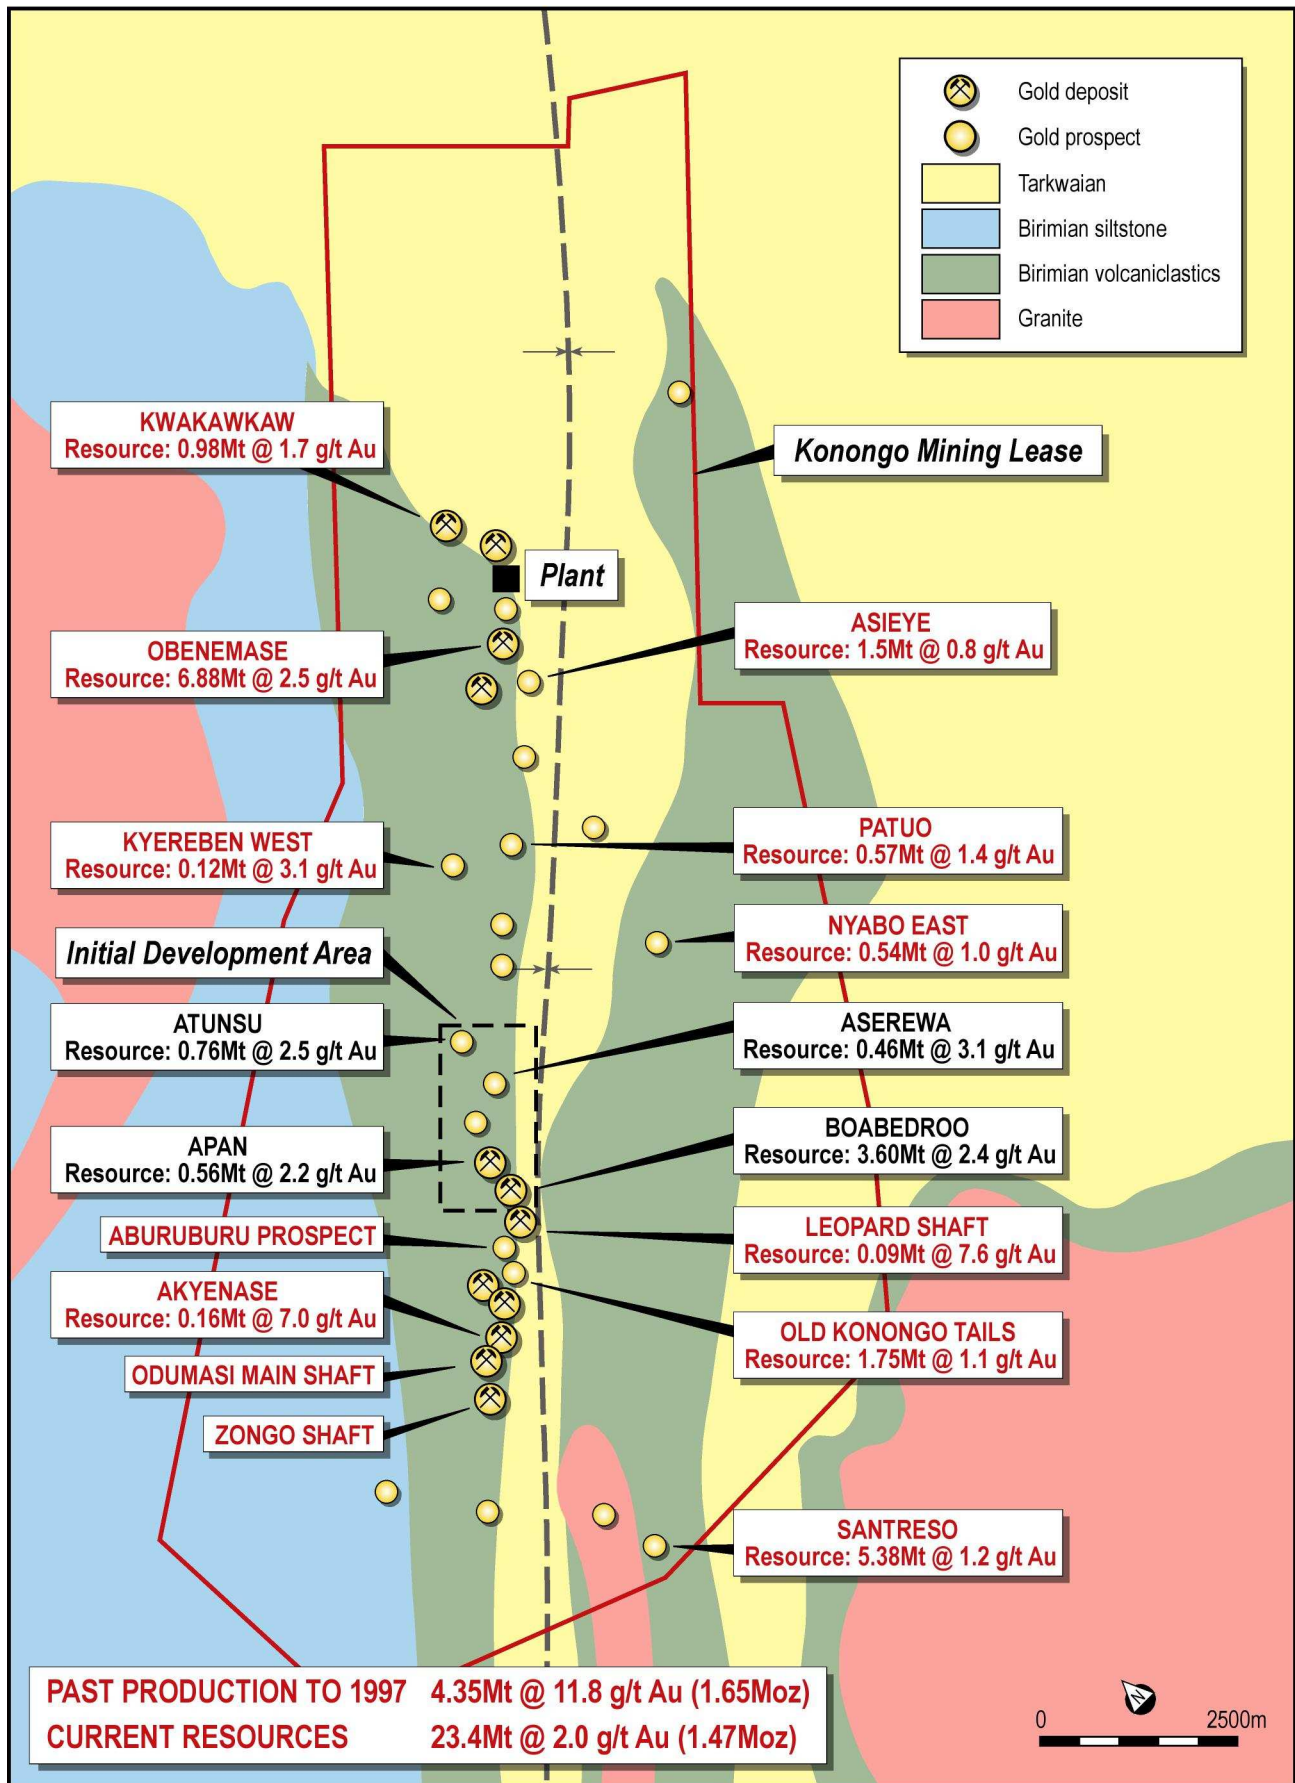 Gold deposit
Gold prospect
Tarkwaian
Birimian siltstone
Birimian volcaniclastics
Granite
KWAKAWKAW
Resource: 0.98Mt @ 1.7 g/t Au
Konongo Mining Lease
Plant
OBENEMASE
Resource: 6.88Mt @ 2.5 g/t Au
ASIEYE
Resource: 1.5Mt @ 0.8 g/t Au
KYEREBEN WEST
Resource: 0.12Mt @ 3.1 g/t Au
PATUO
Resource: 0.57Mt @ 1.4 g/t Au
Initial Development Area
NYABO EAST
Resource: 0.54Mt @ 1.0 g/t Au
ATUNSU
Resource: 0.76Mt @ 2.5 g/t Au
ASEREWA
Resource: 0.46Mt @ 3.1 g/t Au
APAN
Resource: 0.56Mt @ 2.2 g/t Au
BOABEDROO
Resource: 3.60Mt @ 2.4 g/t Au
ABURUBURU PROSPECT
LEOPARD SHAFT
Resource: 0.09Mt @ 7.6 g/t Au
AKYENASE
Resource: 0.16Mt @ 7.0 g/t Au
OLD KONONGO TAILS
Resource: 1.75Mt @ 1.1 g/t Au
ODUMASI MAIN SHAFT
ZONGO SHAFT
SANTRESO
Resource: 5.38Mt @ 1.2 g/t Au
PAST PRODUCTION TO 1997 4.35Mt @ 11.8 g/t Au (1.65Moz)
CURRENT RESOURCES 23.4Mt @ 2.0 g/t Au (1.47Moz)
N
0 2500m